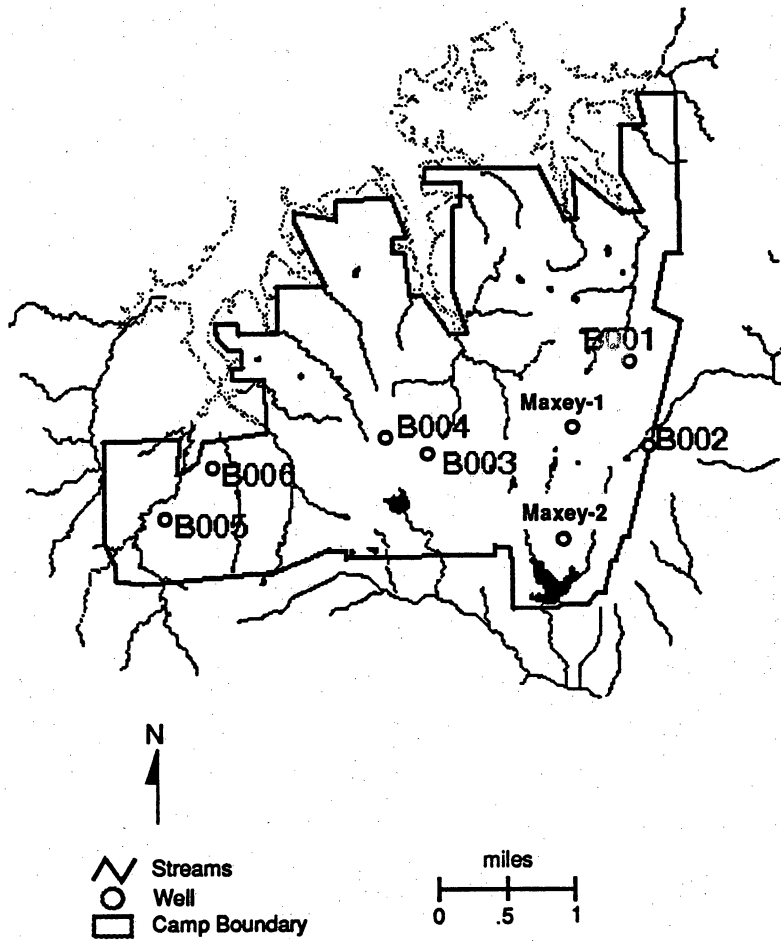 B001
Maxey-1
B004
B002
B003
B006
Maxey-2
B005
N
Streams
Well
Camp Boundary
miles
0 .5 1